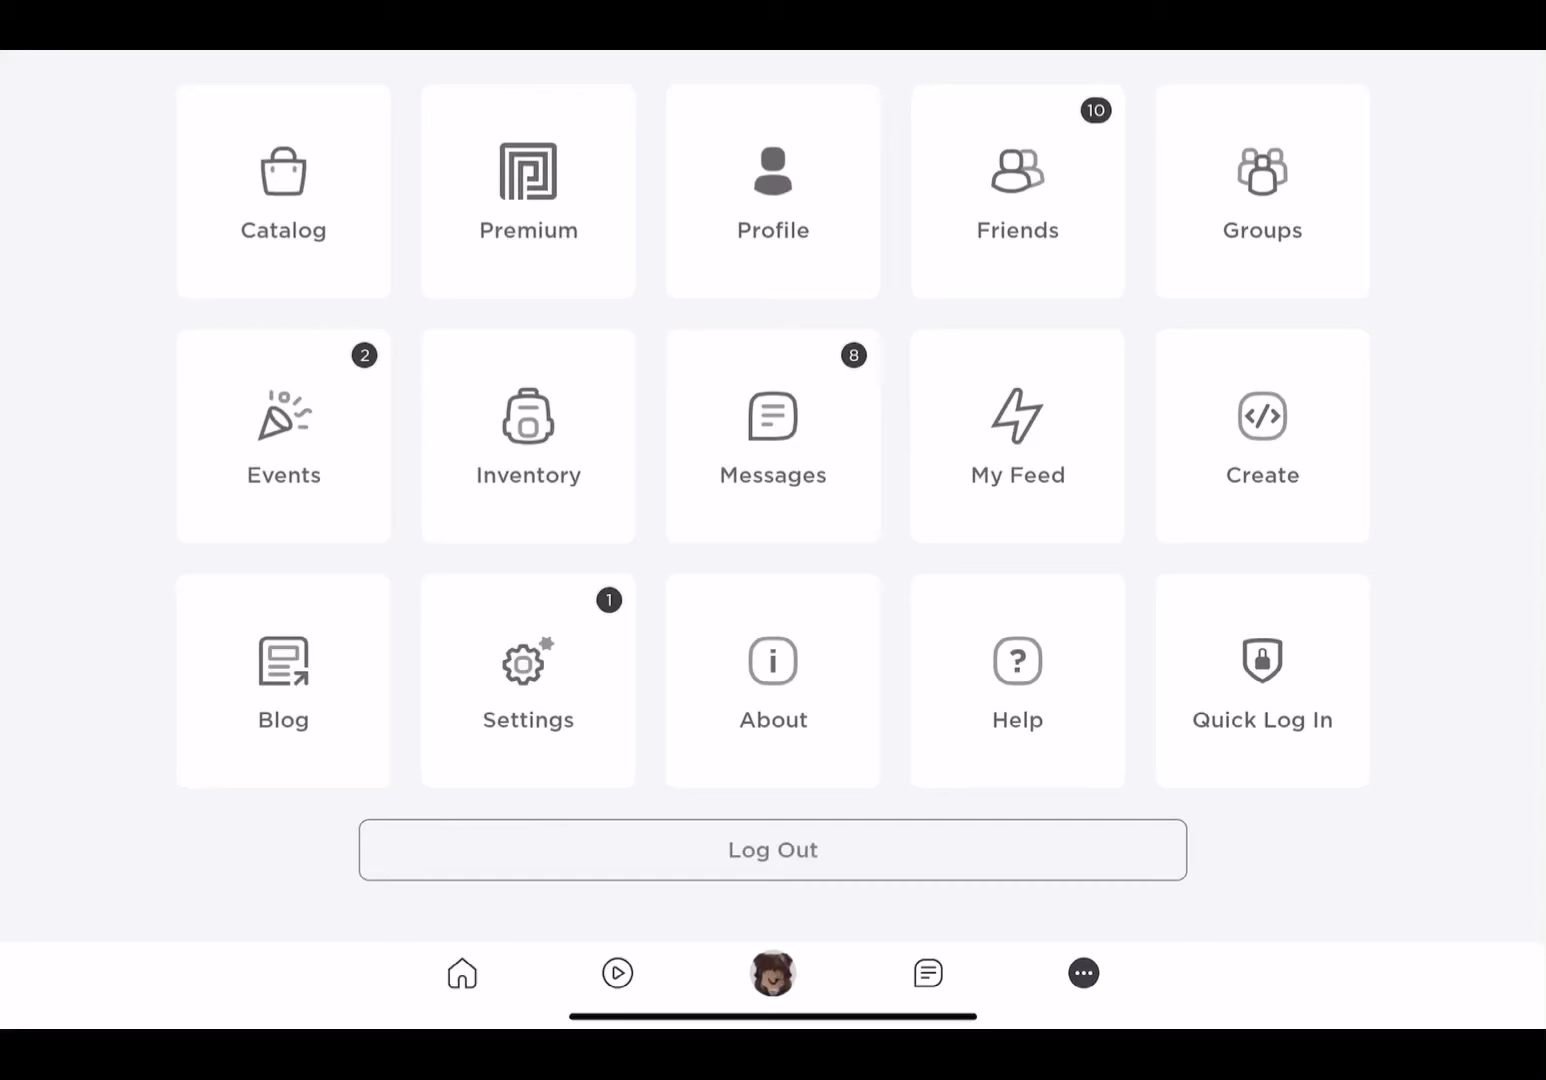 10
Catalog Premium Profile Friends Groups
2 8
Events Inventory Messages My Feed Create
1
Blog Settings About Help Quick Log In
Log Out